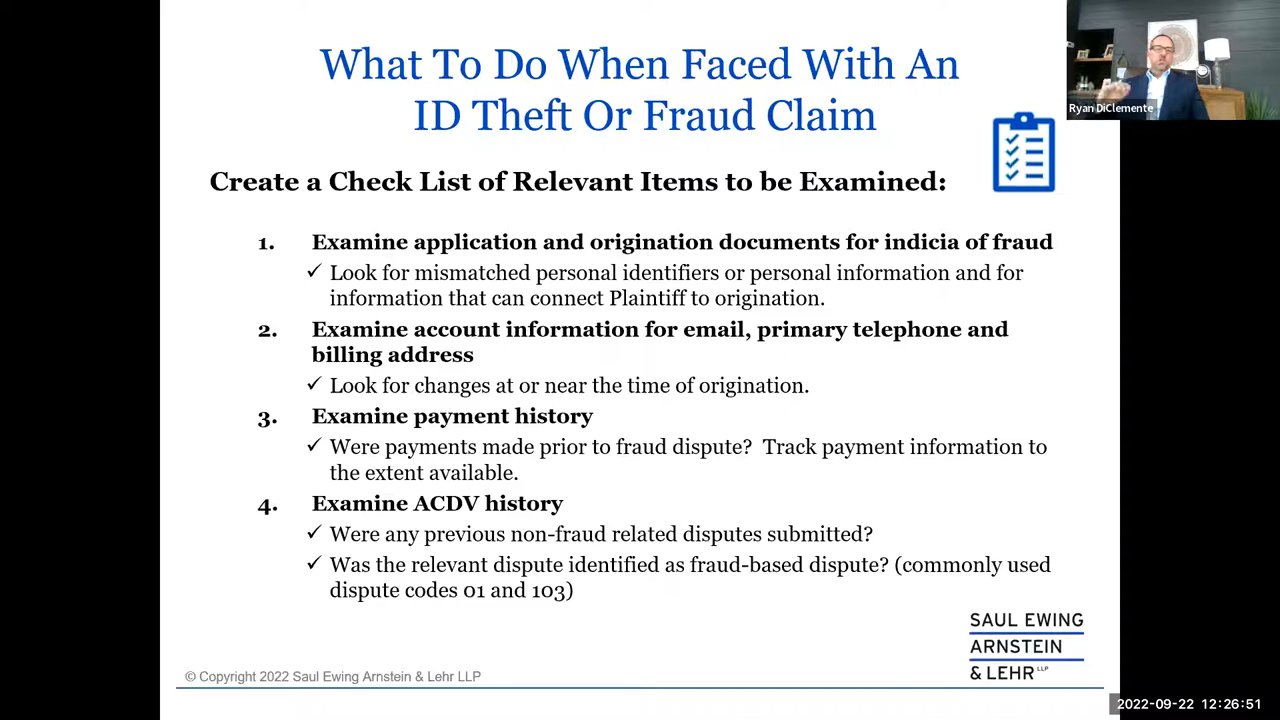 What To Do When Faced With An
ID Theft Or Fraud Claim
Ryan DiClemente
Create a Check List of Relevant Items to be Examined:
1. Examine application and origination documents for indicia of fraud
✓ Look for mismatched personal identifiers or personal information and for
information that can connect Plaintiff to origination.
2. Examine account information for email, primary telephone and
billing address
✓ Look for changes at or near the time of origination.
3. Examine payment history
✓ Were payments made prior to fraud dispute? Track payment information to
the extent available.
4. Examine ACDV history
✓ Were any previous non-fraud related disputes submitted?
✓ Was the relevant dispute identified as fraud-based dispute? (commonly used
dispute codes 01 and 103)
SAUL EWING
ARNSTEIN
& LEHR LLP
© Copyright 2022 Saul Ewing Arnstein & Lehr LLP
2022-09-22 12:26:51